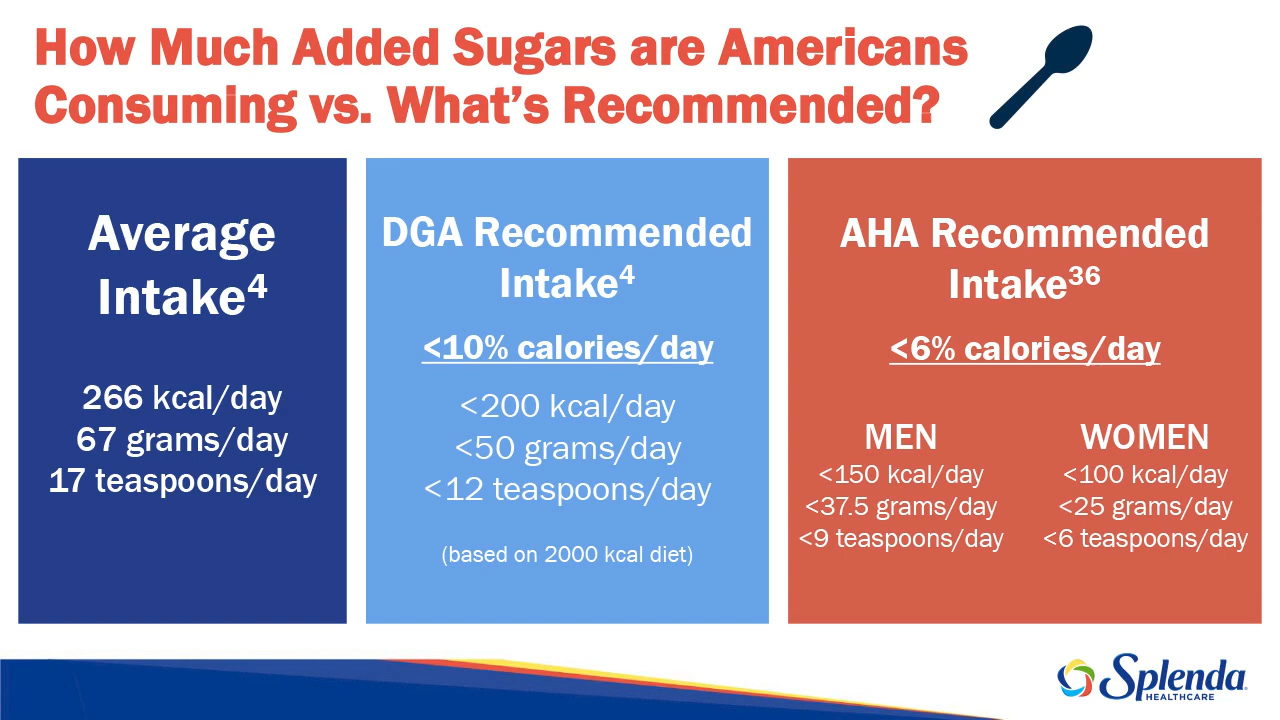 How Much Added Sugars are Americans
Consuming vs. What's Recommended?
Average
Intake⁴
266 kcal/day
67 grams/day
17 teaspoons/day
DGA Recommended
Intake⁴
<10% calories/day
<200 kcal/day
<50 grams/day
<12 teaspoons/day
(based on 2000 kcal diet)
AHA Recommended
Intake³⁶
<6% calories/day
MEN
<150 kcal/day
<37.5 grams/day
<9 teaspoons/day
WOMEN
<100 kcal/day
<25 grams/day
<6 teaspoons/day
Splenda
HEALTHCARE